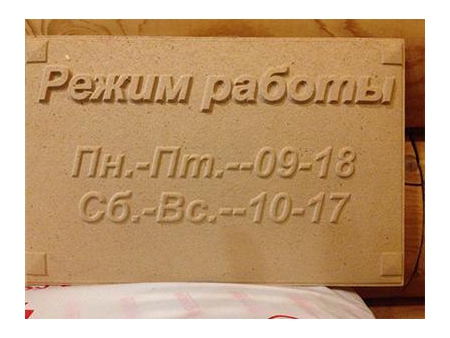 Режим работы
Пн.-Пт.--09-18
Сб.-Вс.--10-17